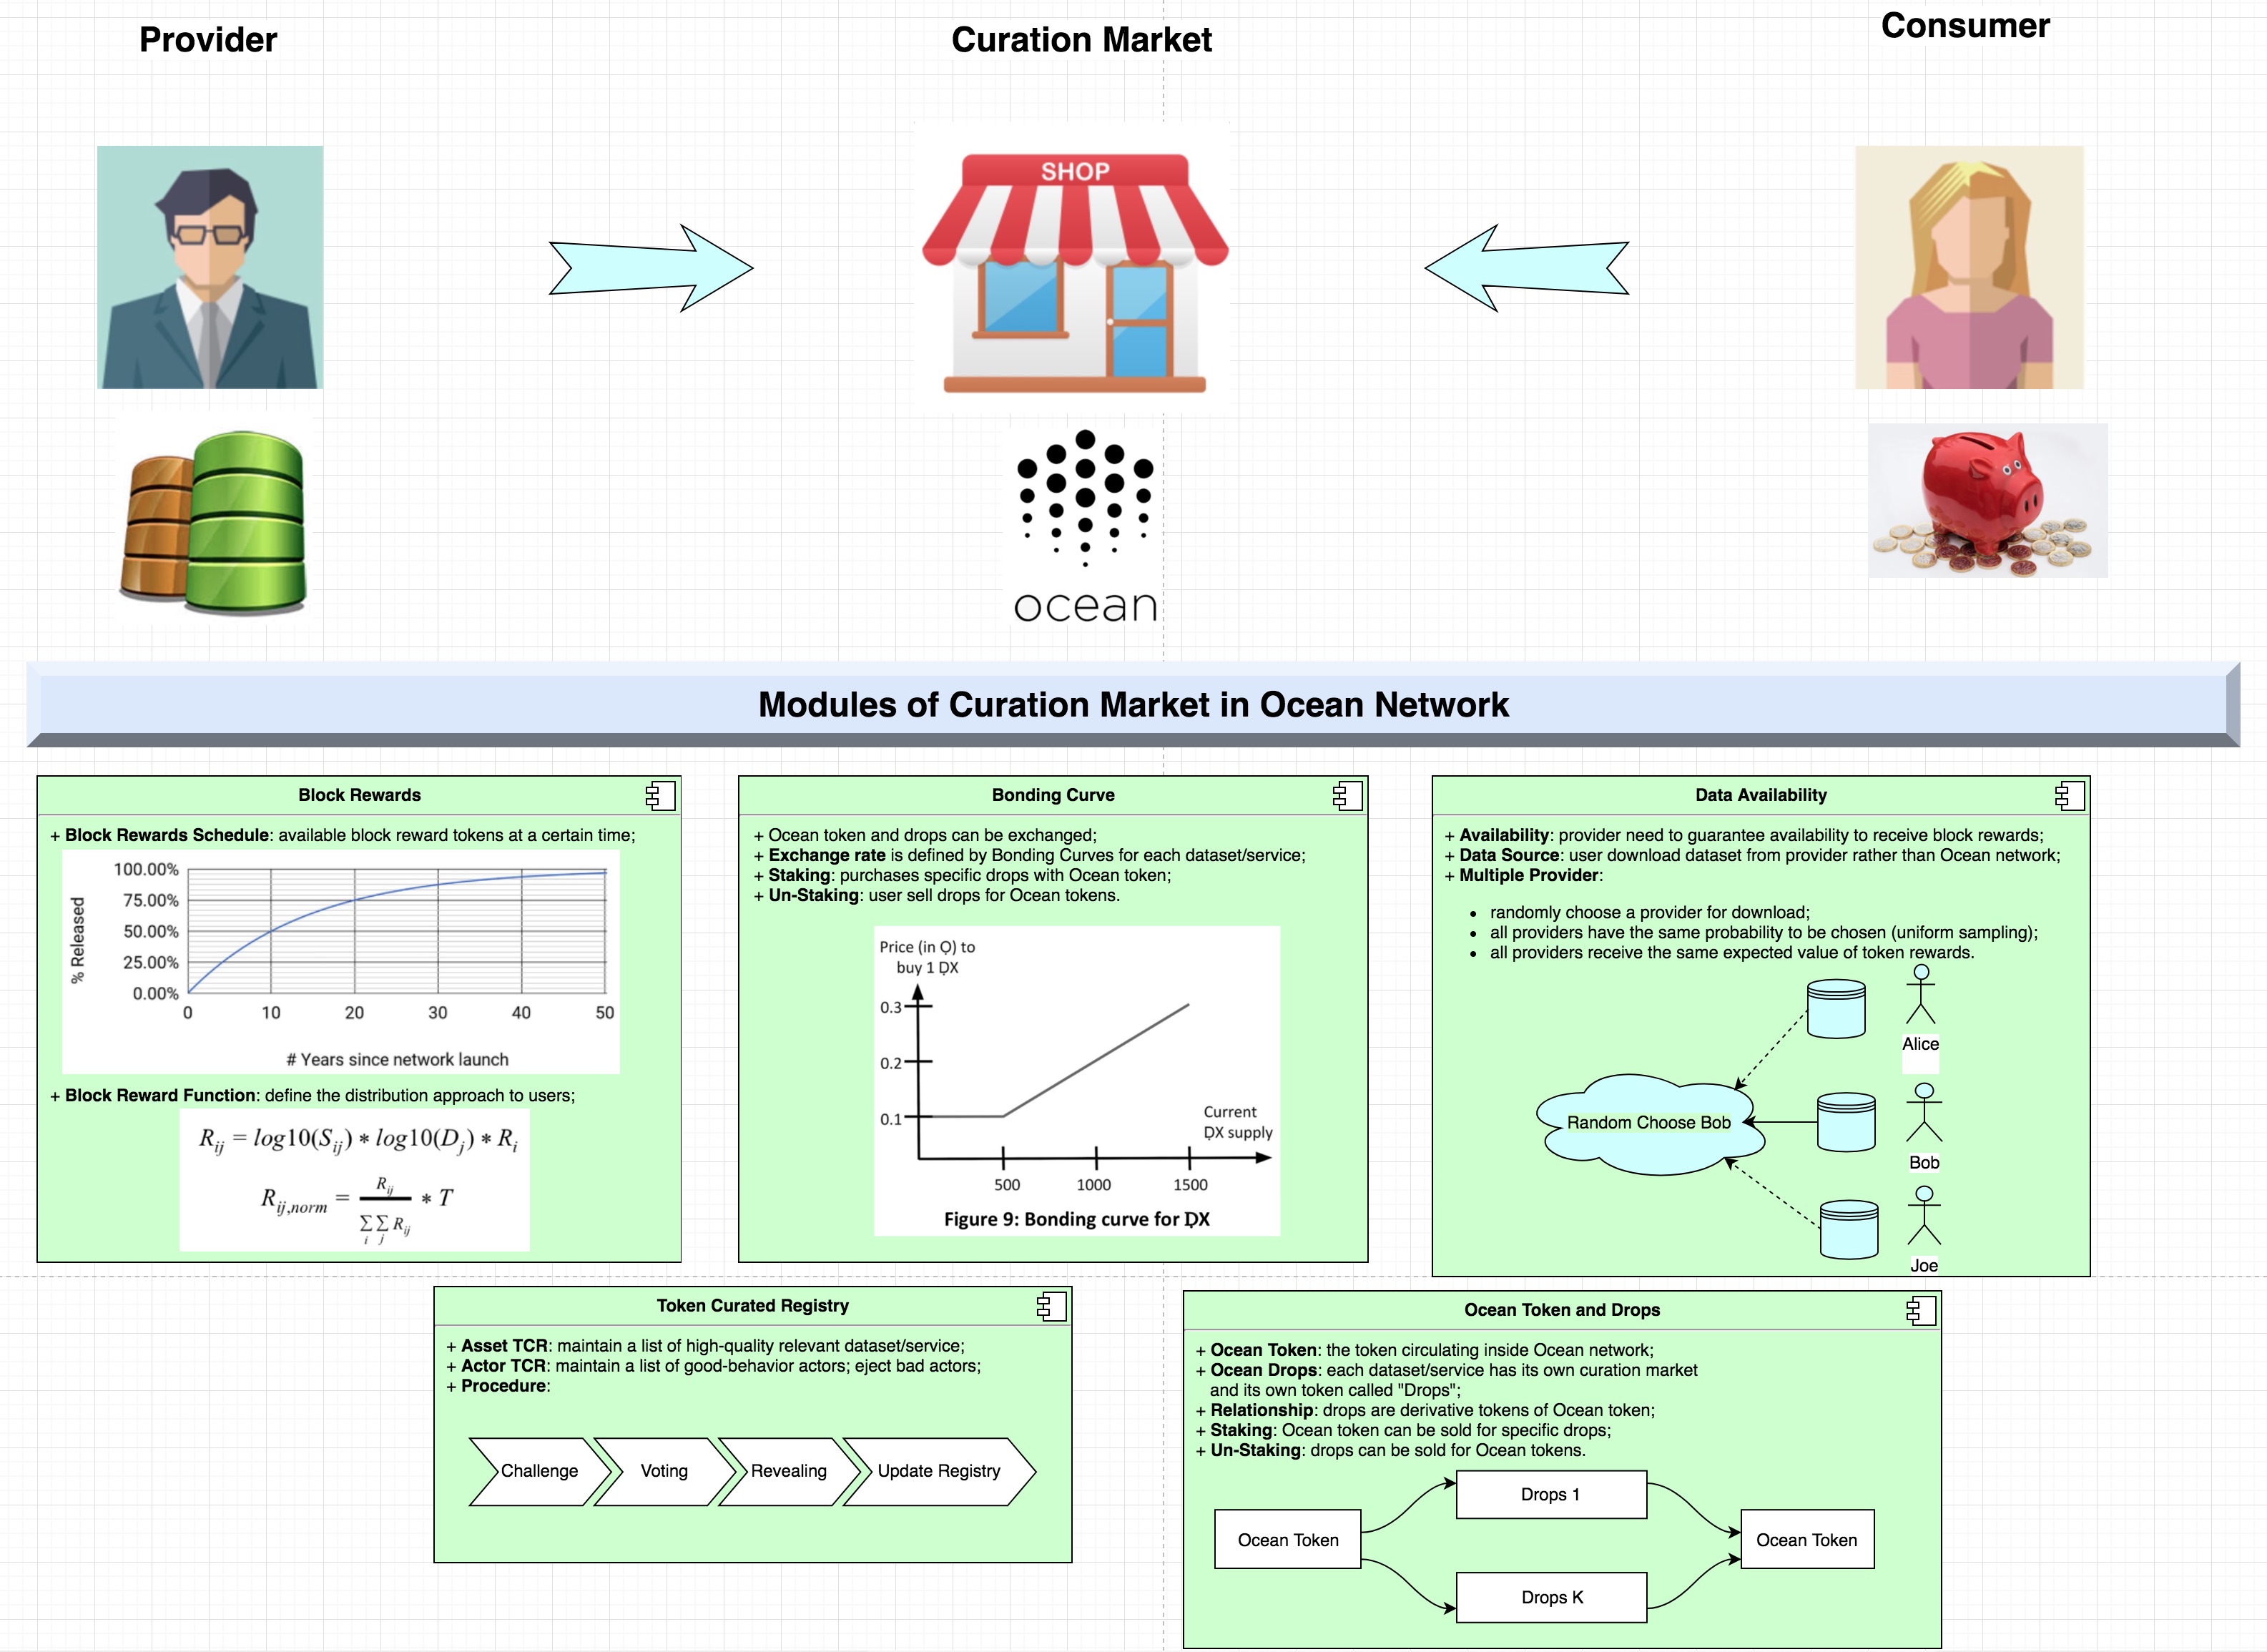 Provider
Curation Market
Consumer
SHOP
ocean
Modules of Curation Market in Ocean Network
Block Rewards
+ Block Rewards Schedule: available block reward tokens at a certain time;
100.00%
75.00%
50.00%
25.00%
0.00%
% Released
0 10 20 30 40 50
# Years since network launch
+ Block Reward Function: define the distribution approach to users;
R_ij = log10(S_ij) * log10(D_j) * R_i
R_ij,norm = R_ij / ∑_i ∑_j R_ij * T
Bonding Curve
+ Ocean token and drops can be exchanged;
+ Exchange rate is defined by Bonding Curves for each dataset/service;
+ Staking: purchases specific drops with Ocean token;
+ Un-Staking: user sell drops for Ocean tokens.
Price (in Ọ) to
buy 1 ḌX
0.3
0.2
0.1
Current
ḌX supply
500 1000 1500
Figure 9: Bonding curve for ḌX
Data Availability
+ Availability: provider need to guarantee availability to receive block rewards;
+ Data Source: user download dataset from provider rather than Ocean network;
+ Multiple Provider:
• randomly choose a provider for download;
• all providers have the same probability to be chosen (uniform sampling);
• all providers receive the same expected value of token rewards.
Alice
Random Choose Bob
Bob
Joe
Token Curated Registry
+ Asset TCR: maintain a list of high-quality relevant dataset/service;
+ Actor TCR: maintain a list of good-behavior actors; eject bad actors;
+ Procedure:
Challenge
Voting
Revealing
Update Registry
Ocean Token and Drops
+ Ocean Token: the token circulating inside Ocean network;
+ Ocean Drops: each dataset/service has its own curation market
and its own token called "Drops";
+ Relationship: drops are derivative tokens of Ocean token;
+ Staking: Ocean token can be sold for specific drops;
+ Un-Staking: drops can be sold for Ocean tokens.
Drops 1
Ocean Token
Ocean Token
Drops K